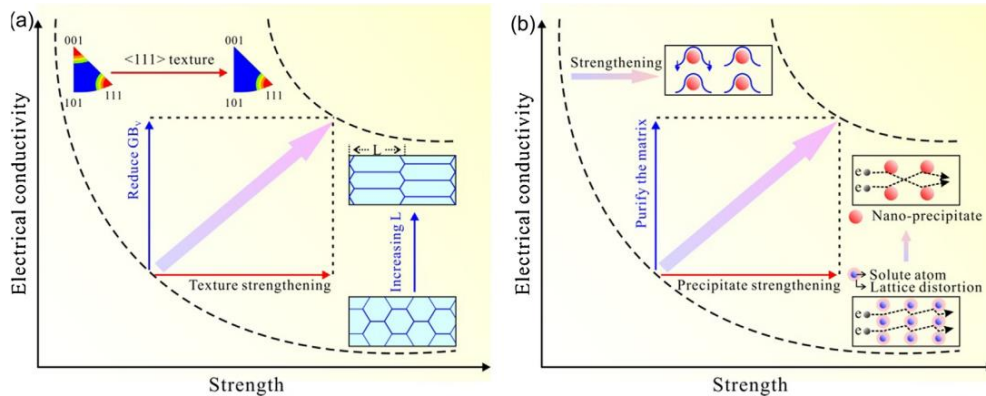 (a)
001
<111> texture
001
101
111
101
111
Reduce GBv
L
Increasing L
Texture strengthening
Electrical conductivity
Strength
(b)
Strengthening
Purify the matrix
e
e
Nano-precipitate
Solute atom
Lattice distortion
e
e
Precipitate strengthening
Electrical conductivity
Strength